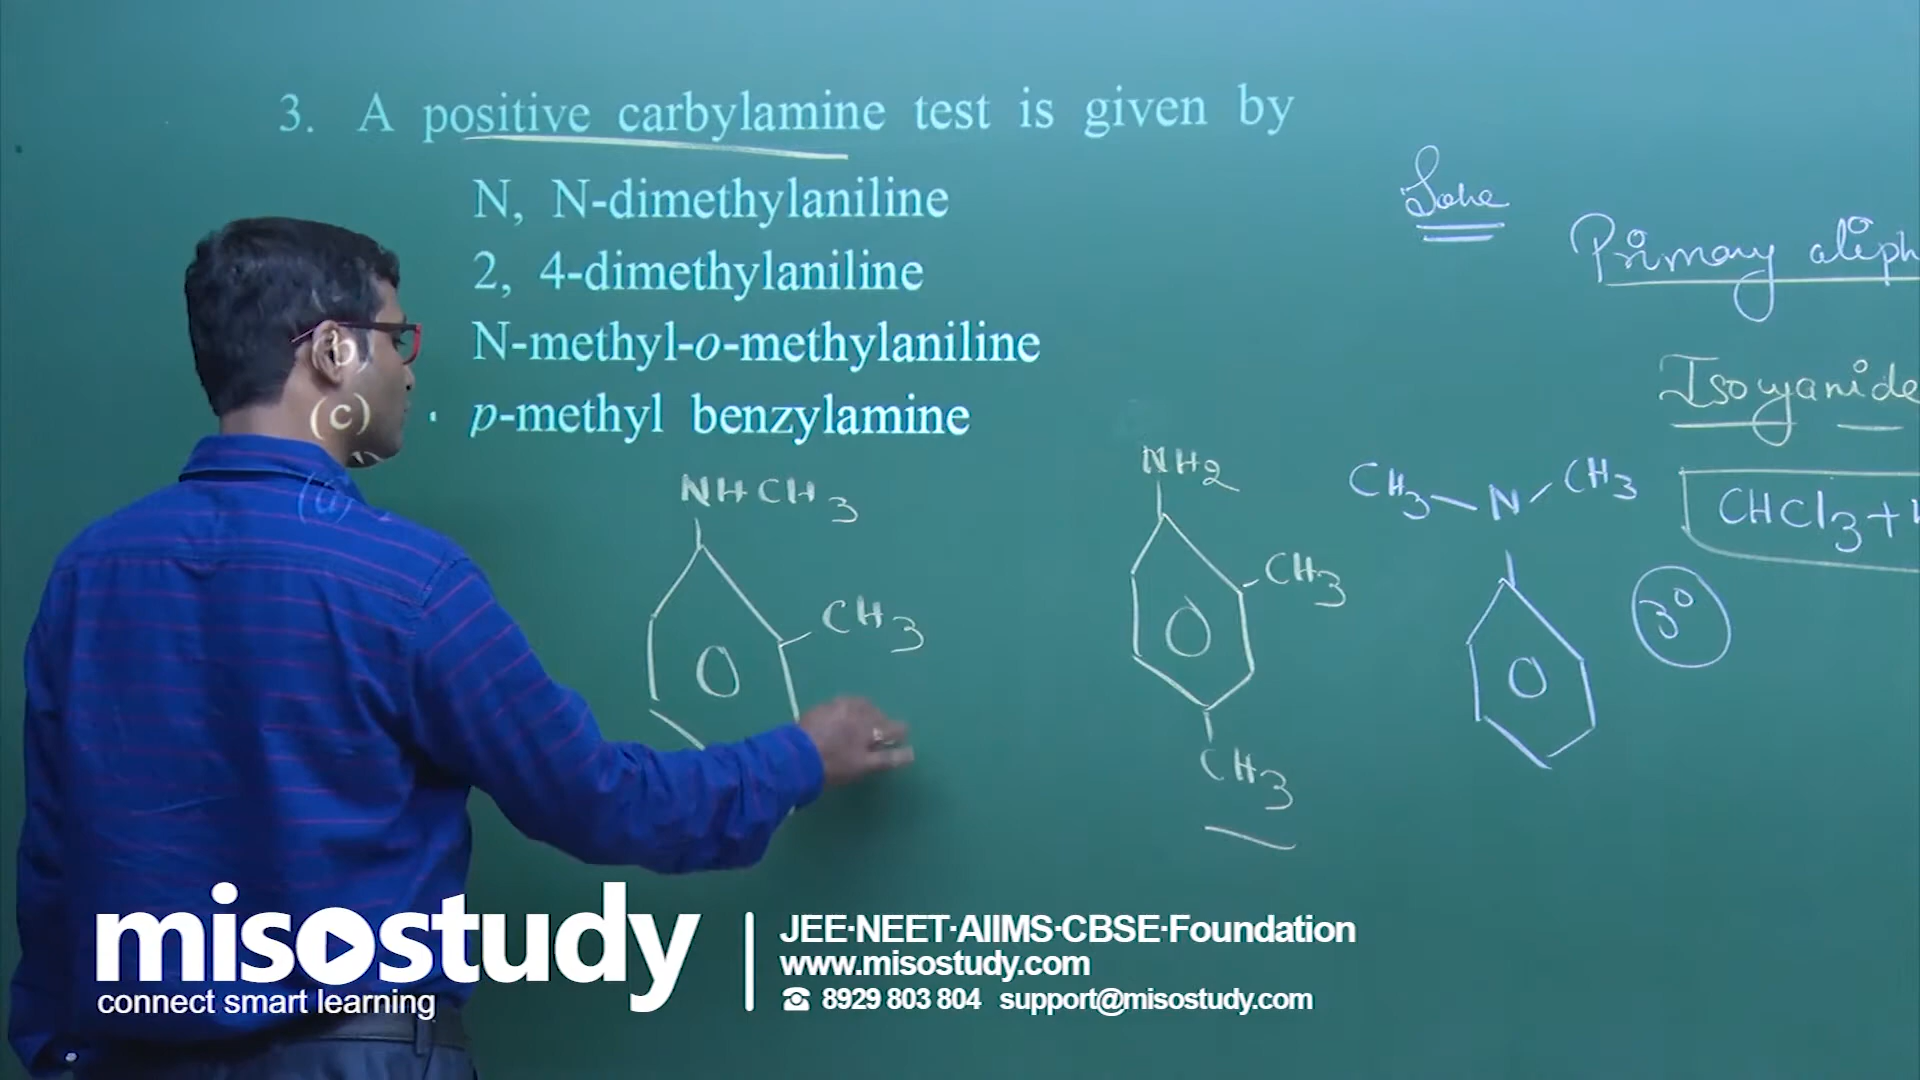 3. A positive carbylamine test is given by
N, N-dimethylaniline
2, 4-dimethylaniline
(b) N-methyl-o-methylaniline
(c) p-methyl benzylamine
(d)
Primary aliph
Isocyanide
CHCl3+
NHCH3
CH3
NH2
CH3
CH3
CH3-N-CH3
3°
misostudy
connect smart learning
JEE·NEET·AIIMS·CBSE·Foundation
www.misostudy.com
8929 803 804 support@misostudy.com